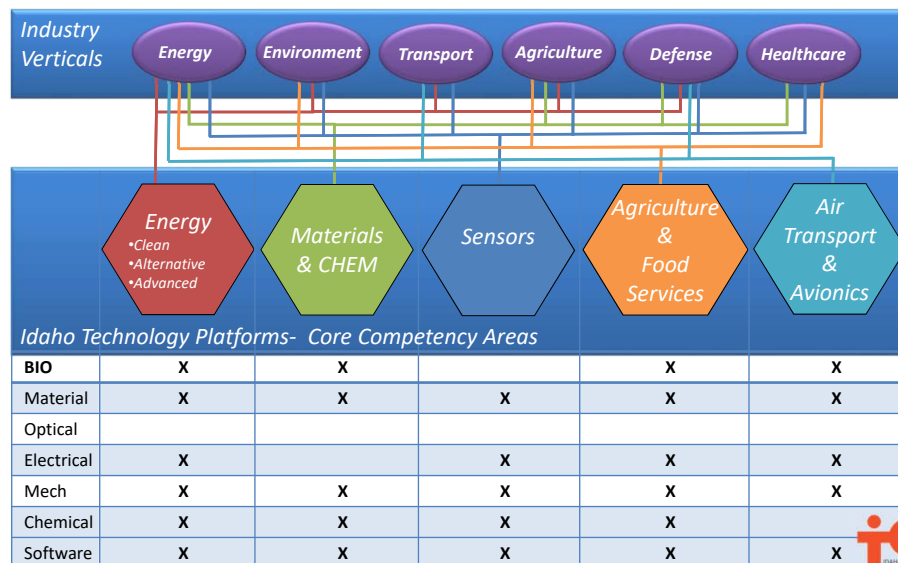 Industry
Verticals
Energy
Environment
Transport
Agriculture
Defense
Healthcare
Energy
•Clean
•Alternative
•Advanced
Materials
& CHEM
Sensors
Agriculture
&
Food
Services
Air
Transport
&
Avionics
Idaho Technology Platforms- Core Competency Areas
BIO X X X X
Material X X X X X
Optical
Electrical X X X X
Mech X X X X X
Chemical X X X X
Software X X X X X
IDAHO